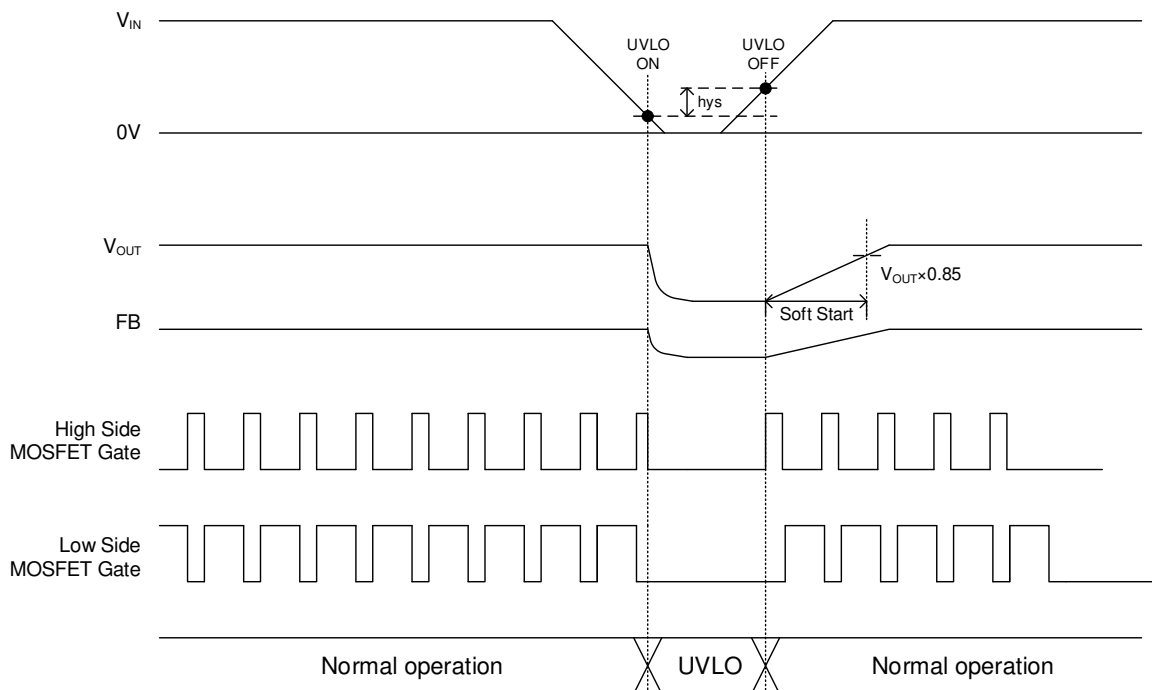 VIN
UVLO
ON
UVLO
OFF
hys
0V
VOUT
VOUT×0.85
Soft Start
FB
High Side
MOSFET Gate
Low Side
MOSFET Gate
Normal operation
UVLO
Normal operation